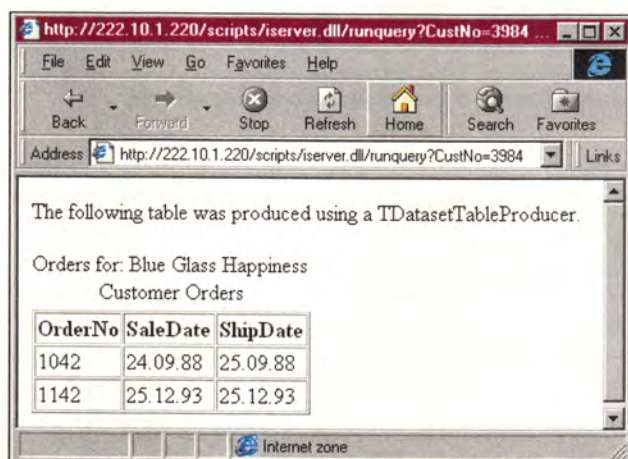 http://222.10.1.220/scripts/iserver.dll/runquery?CustNo=3984 ...
File Edit View Go Favorites Help
Back Forward Stop Refresh Home Search Favorites
Address http://222.10.1.220/scripts/iserver.dll/runquery?CustNo=3984 Links
The following table was produced using a TDatasetTableProducer.
Orders for: Blue Glass Happiness
Customer Orders
OrderNo SaleDate ShipDate
1042 24.09.88 25.09.88
1142 25.12.93 25.12.93
Internet zone